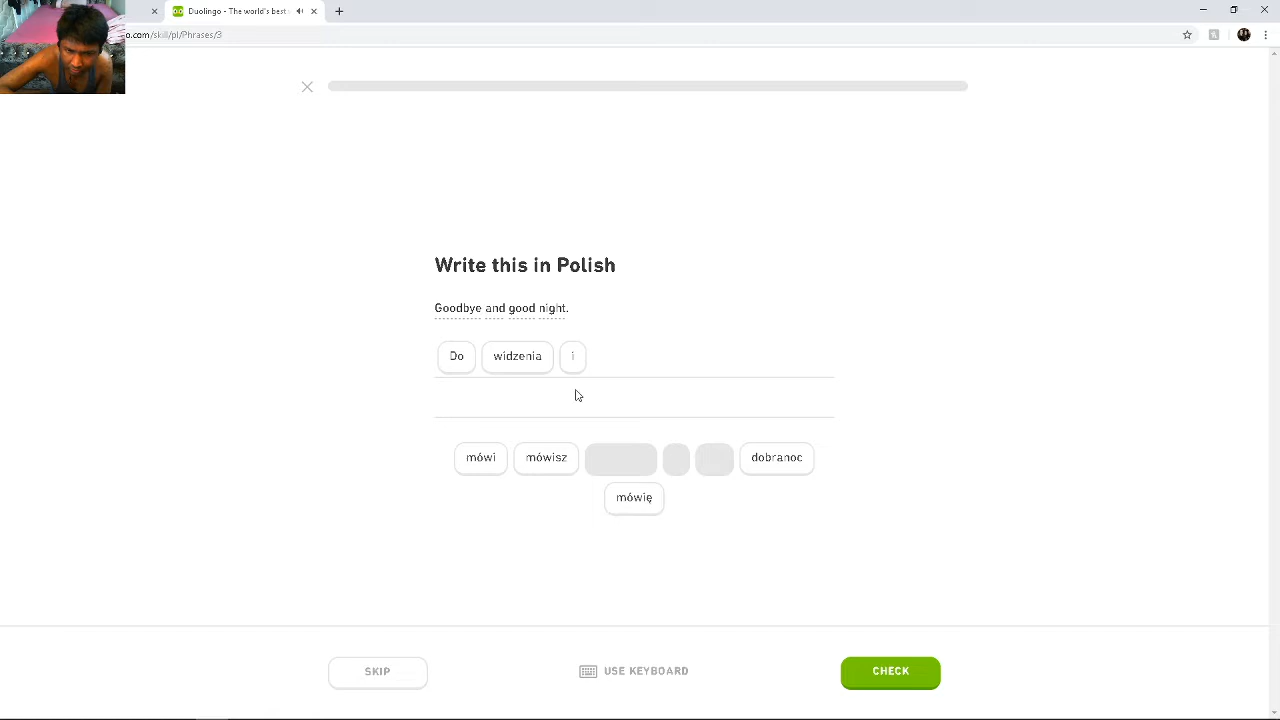 Duolingo - The world's best
o.com/skill/pl/Phrases/3
Write this in Polish
Goodbye and good night.
Do widzenia i
mówi mówisz dobranoc
mówię
SKIP USE KEYBOARD CHECK